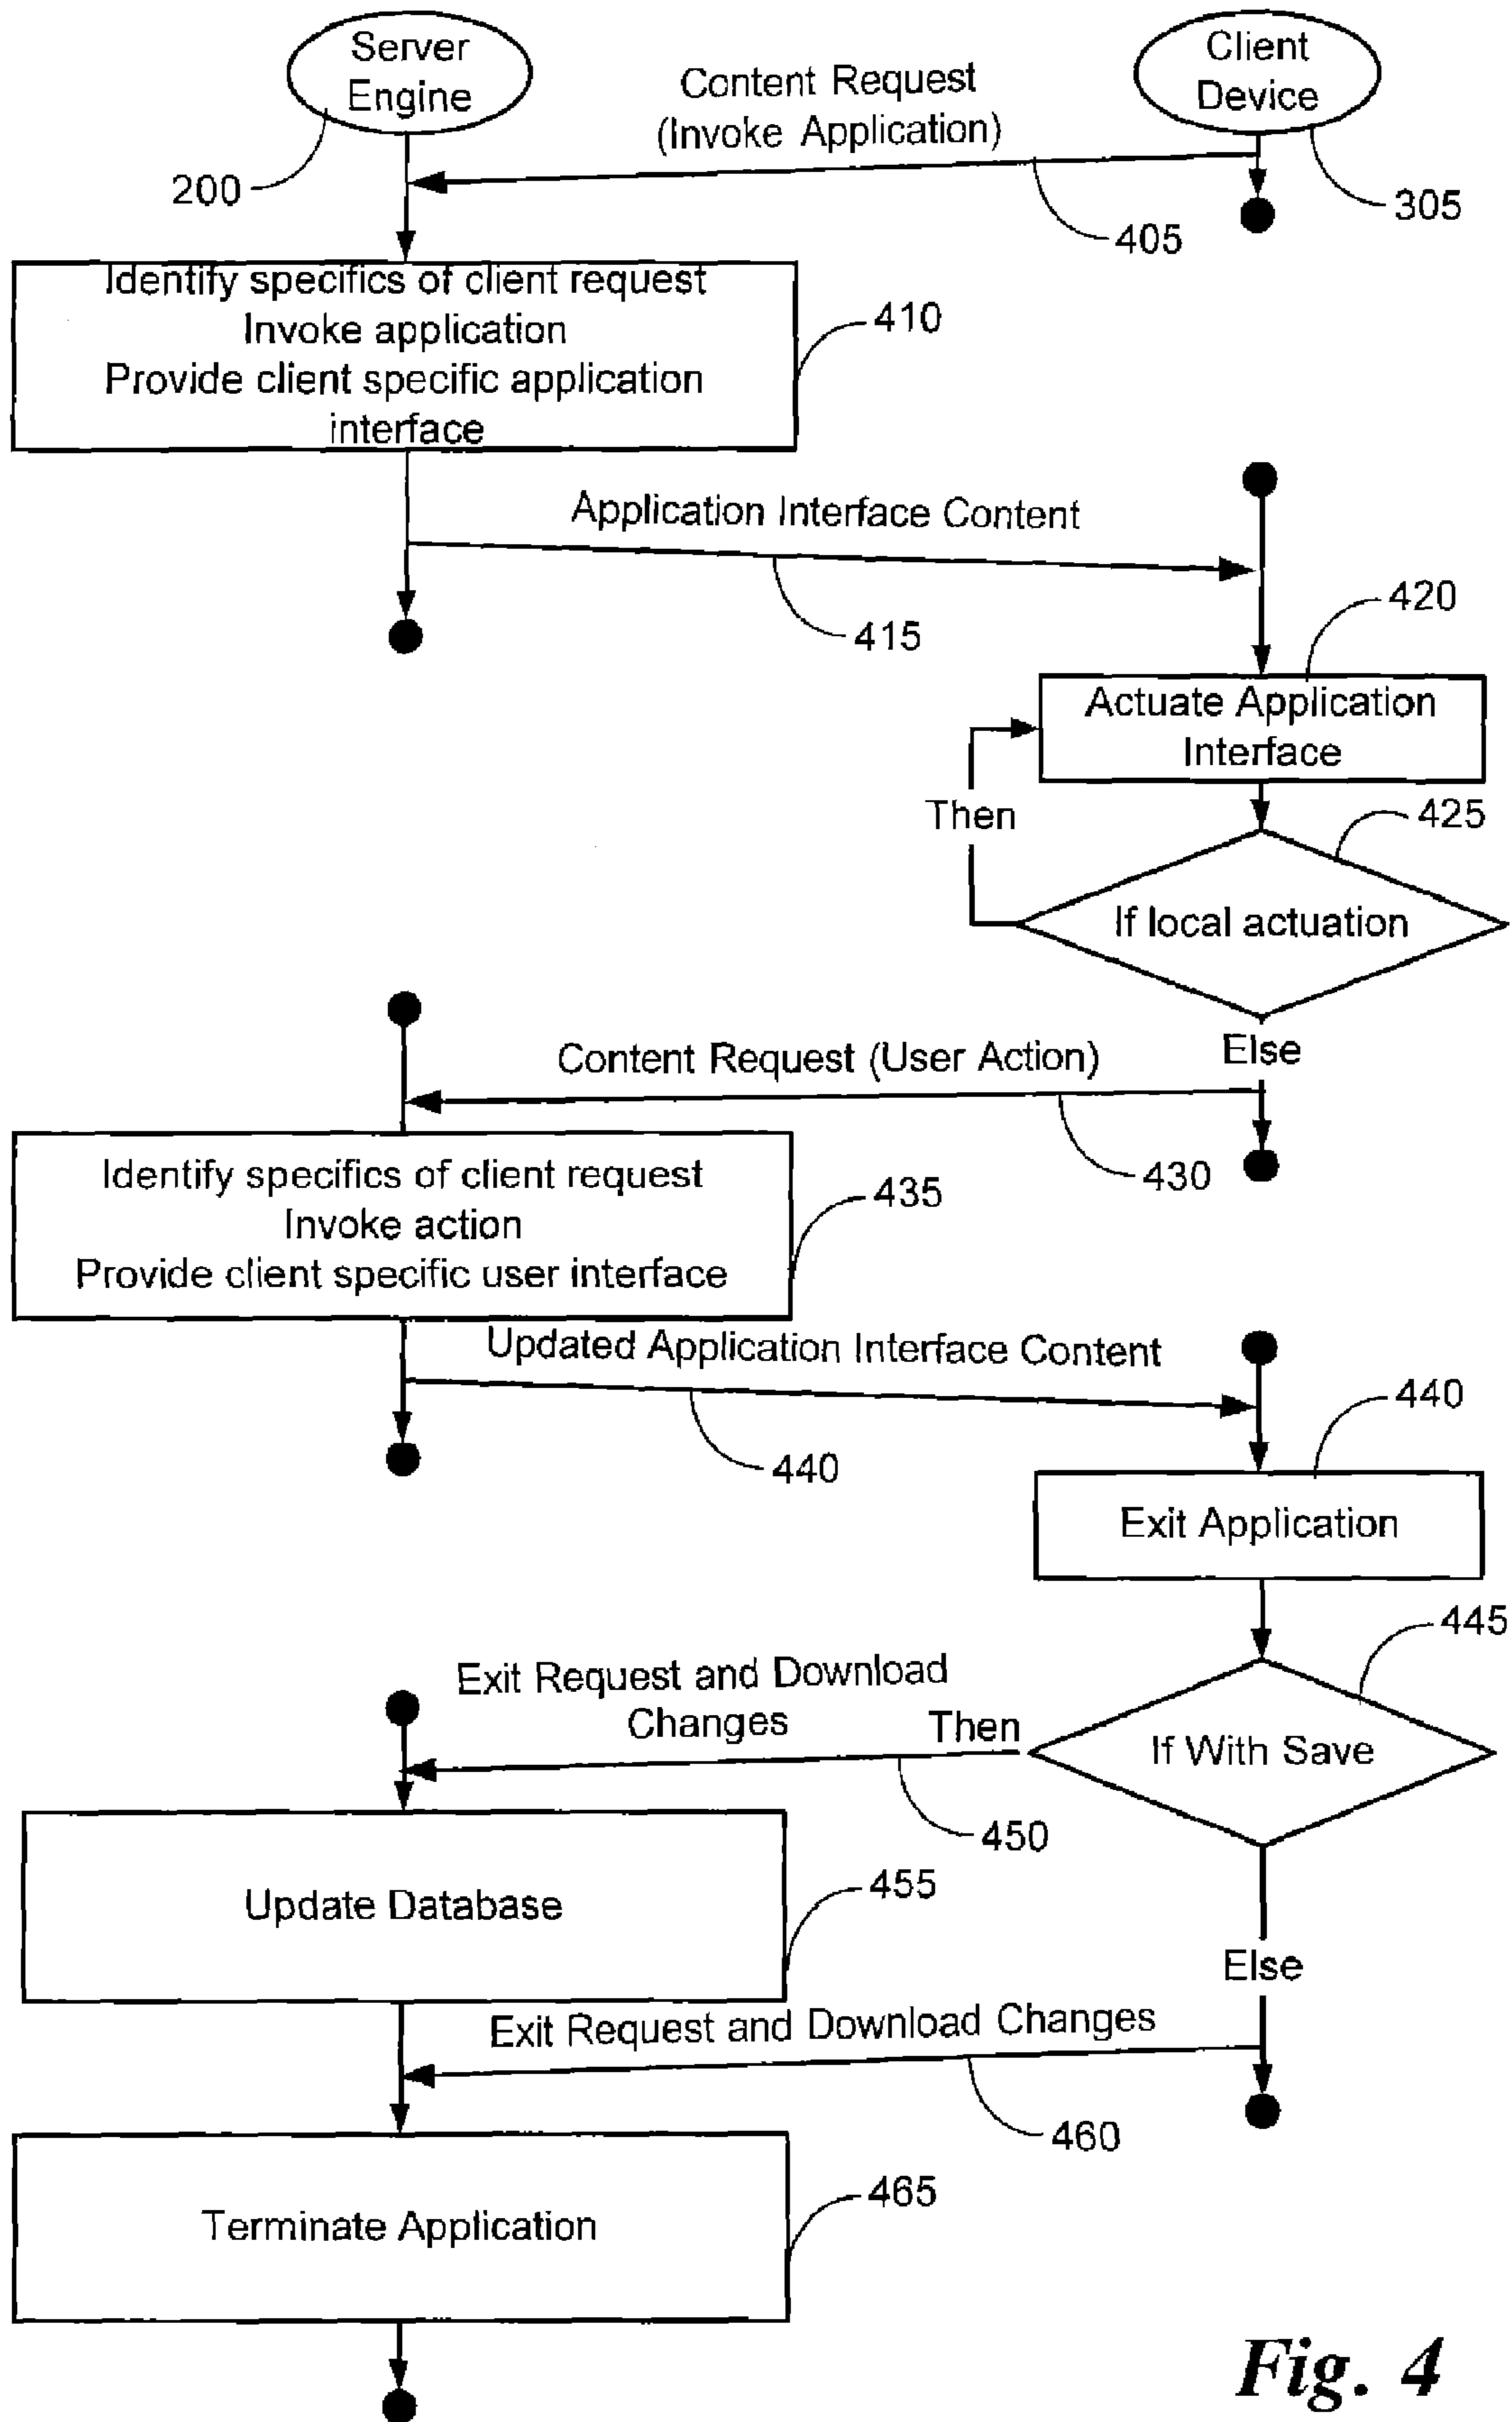 Server
Engine
Client
Device
Content Request
(Invoke Application)
200
405
305
Identify specifics of client request
Invoke application
Provide client specific application
interface
410
Application Interface Content
415
420
Actuate Application
Interface
Then
425
If local actuation
Else
Content Request (User Action)
430
Identify specifics of client request
Invoke action
Provide client specific user interface
435
Updated Application Interface Content
440
440
Exit Application
445
Exit Request and Download
Changes
Then
If With Save
450
Update Database
455
Else
Exit Request and Download Changes
460
Terminate Application
465
Fig. 4